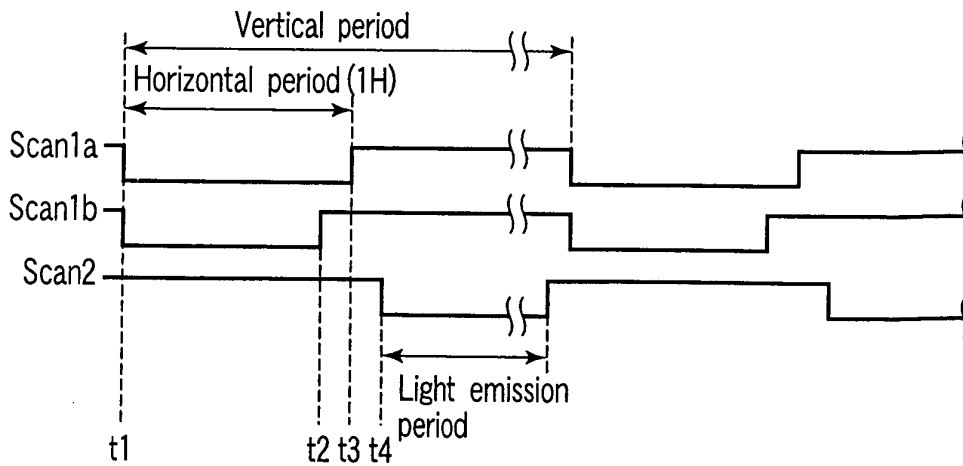 Vertical period
Horizontal period (1H)
Scan1a
Scan1b
Scan2
Light emission
period
t1 t2 t3 t4